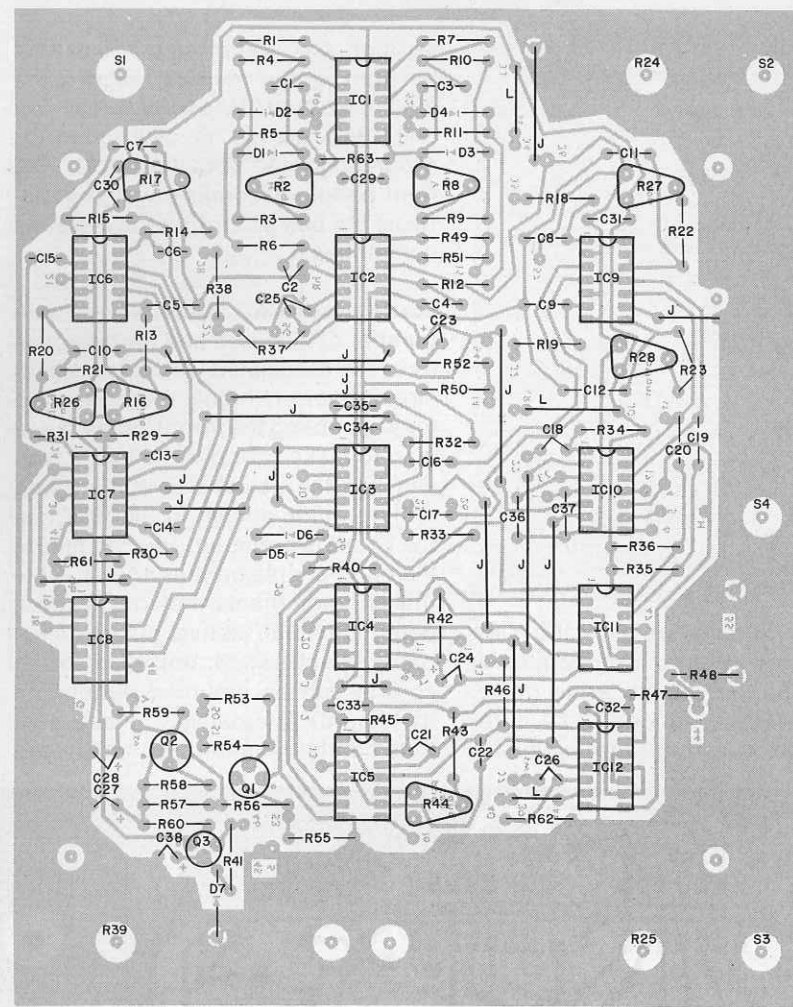 R1 R7
S1 R4 R10 R24 S2
C1 C3
IC1 L
D2 D4
R5 R11 J
C7 D1 R63 D3 C11
C30 R17 R2 C29 R8 R18 R27
R15 R14 R3 R9 C31
R6 R49 C8 R22
C15 C6 R51
IC6 R38 C2 IC2 R12 IC9
C5 C25 C4 C9
R20 R13 R37 C23 J
C10 J R19 R28
R21 J R52 R23
R26 R16 J R50 J C12
J C35 L
R31 R29 C34 R32 C18 R34 C19
C13 C16 C20
IC7 J J IC3 IC10
J C17 C36 C37 S4
C14 D6 R33
R61 R30 D5 R36
J R40 J J J R35
IC8 IC4 R42 IC11
C24
R53 J R46 J R48
R59 C33 R47
R45 R43 C32
Q2 R54 C21 C22
C28 R58 Q1 IC5 C26 IC12
C27 R57 R56 R44 L
R60 R62
C38 Q3 R41 R55
D7
R39 R25 S3